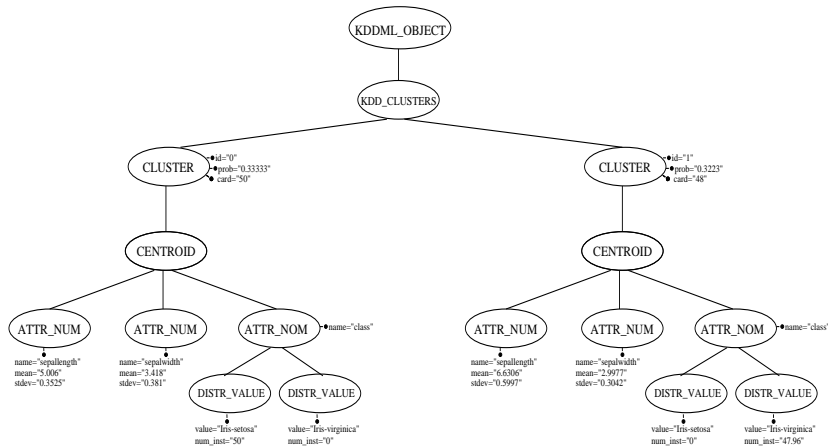 KDDML_OBJECT
KDD_CLUSTERS
CLUSTER
id="0"
prob="0.33333"
card="50"
CLUSTER
id="1"
prob="0.3223"
card="48"
CENTROID
CENTROID
ATTR_NUM
ATTR_NUM
ATTR_NOM
name="class"
ATTR_NUM
ATTR_NUM
ATTR_NOM
name="class"
name="sepallength"
mean="5.006"
stdev="0.3525"
name="sepalwidth"
mean="3.418"
stdev="0.381"
name="sepallength"
mean="6.6306"
stdev="0.5997"
name="sepalwidth"
mean="2.9977"
stdev="0.3042"
DISTR_VALUE
DISTR_VALUE
DISTR_VALUE
DISTR_VALUE
value="Iris-setosa"
num_inst="50"
value="Iris-virginica"
num_inst="0"
value="Iris-setosa"
num_inst="0"
value="Iris-virginica"
num_inst="47.96"